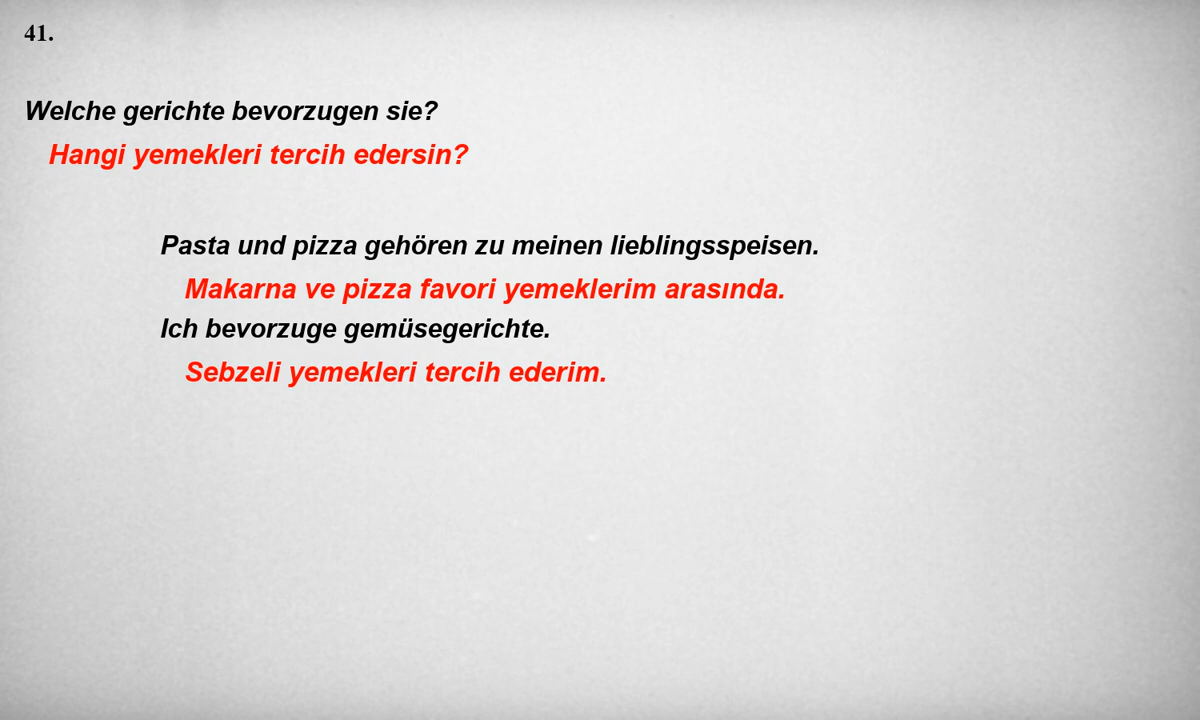 41.
Welche gerichte bevorzugen sie?
Hangi yemekleri tercih edersin?
Pasta und pizza gehören zu meinen lieblingsspeisen.
Makarna ve pizza favori yemeklerim arasında.
Ich bevorzuge gemüsegerichte.
Sebzeli yemekleri tercih ederim.